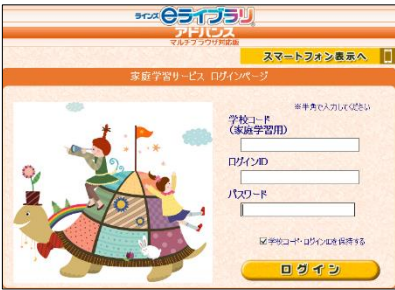 ラインズeライブラリ
アドバンス
マルチブラウザ対応版
スマートフォン表示へ
家庭学習サービス ログインページ
※半角で入力してください
学校コード
(家庭学習用)
ログインID
パスワード
学校コード・ログインIDを保持する
ログイン